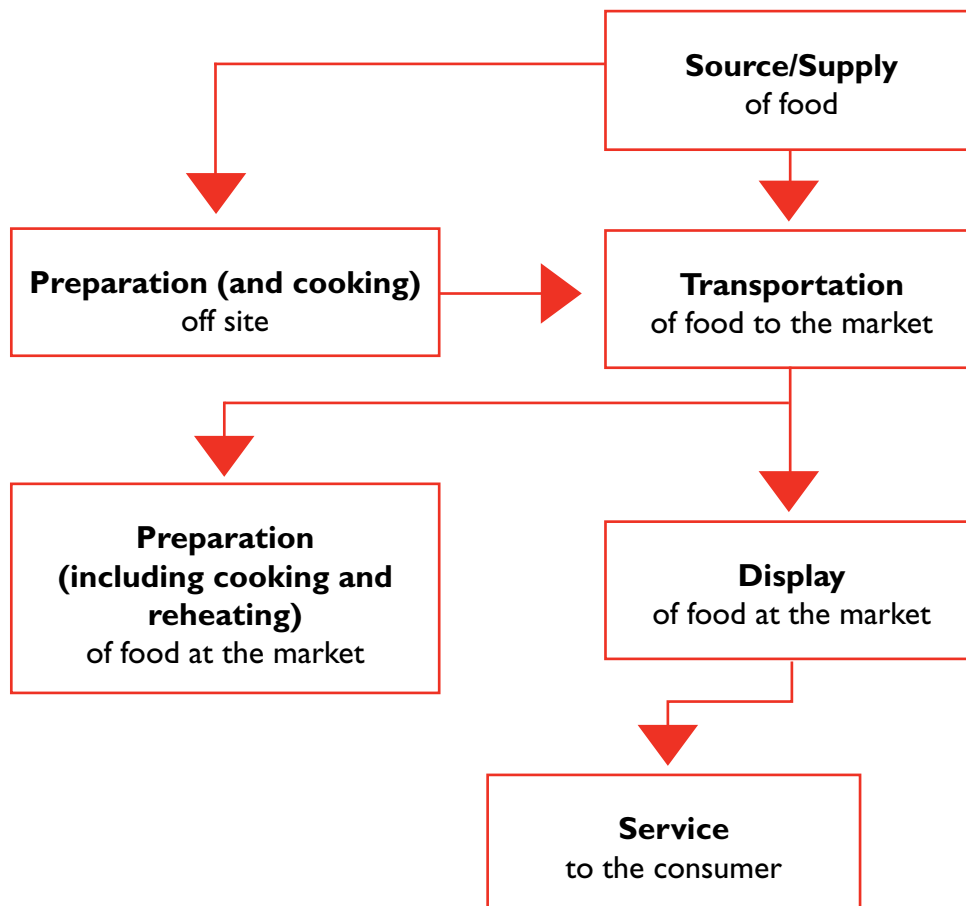 Source/Supply
of food
Preparation (and cooking)
off site
Transportation
of food to the market
Preparation
(including cooking and
reheating)
of food at the market
Display
of food at the market
Service
to the consumer